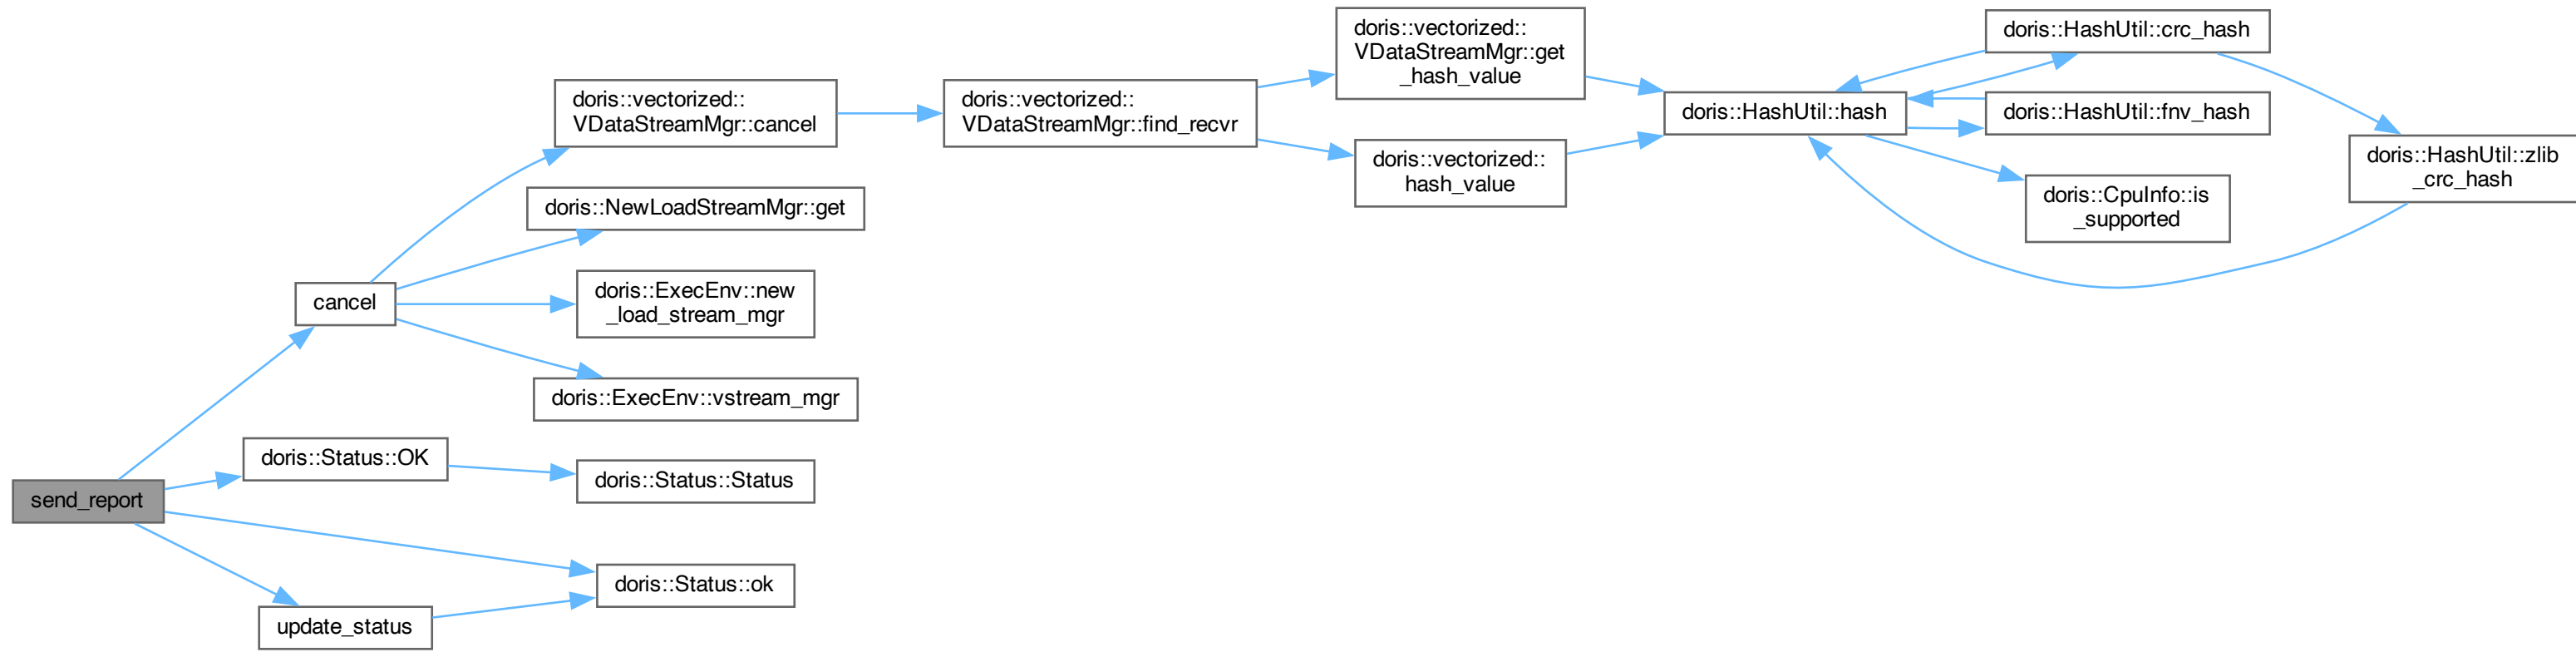 send_report
cancel
doris::vectorized::
VDataStreamMgr::cancel
doris::vectorized::
VDataStreamMgr::find_recvr
doris::vectorized::
VDataStreamMgr::get
_hash_value
doris::HashUtil::hash
doris::HashUtil::crc_hash
doris::HashUtil::zlib
_crc_hash
doris::HashUtil::fnv_hash
doris::CpuInfo::is
_supported
doris::vectorized::
hash_value
doris::NewLoadStreamMgr::get
doris::ExecEnv::new
_load_stream_mgr
doris::ExecEnv::vstream_mgr
doris::Status::OK
doris::Status::Status
doris::Status::ok
update_status